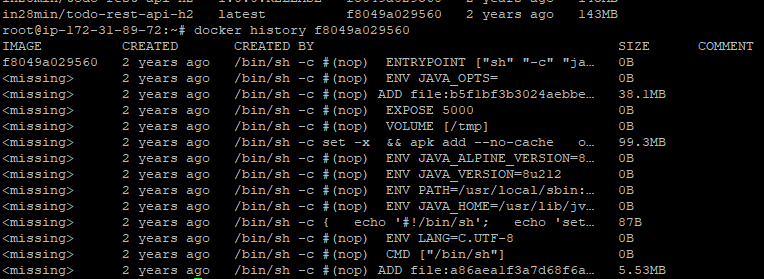 in28min/todo-rest-api-h2 latest f8049a029560 2 years ago 143MB
root@ip-172-31-89-72:~# docker history f8049a029560
IMAGE CREATED CREATED BY SIZE COMMENT
f8049a029560 2 years ago /bin/sh -c #(nop) ENTRYPOINT ["sh" "-c" "ja… 0B
<missing> 2 years ago /bin/sh -c #(nop) ENV JAVA_OPTS= 0B
<missing> 2 years ago /bin/sh -c #(nop) ADD file:b5f1bf3b3024aebbe… 38.1MB
<missing> 2 years ago /bin/sh -c #(nop) EXPOSE 5000 0B
<missing> 2 years ago /bin/sh -c #(nop) VOLUME [/tmp] 0B
<missing> 2 years ago /bin/sh -c set -x && apk add --no-cache o… 99.3MB
<missing> 2 years ago /bin/sh -c #(nop) ENV JAVA_ALPINE_VERSION=8… 0B
<missing> 2 years ago /bin/sh -c #(nop) ENV JAVA_VERSION=8u212 0B
<missing> 2 years ago /bin/sh -c #(nop) ENV PATH=/usr/local/sbin:… 0B
<missing> 2 years ago /bin/sh -c #(nop) ENV JAVA_HOME=/usr/lib/jv… 0B
<missing> 2 years ago /bin/sh -c { echo '#!/bin/sh'; echo 'set… 87B
<missing> 2 years ago /bin/sh -c #(nop) ENV LANG=C.UTF-8 0B
<missing> 2 years ago /bin/sh -c #(nop) CMD ["/bin/sh"] 0B
<missing> 2 years ago /bin/sh -c #(nop) ADD file:a86aea1f3a7d68f6a… 5.53MB